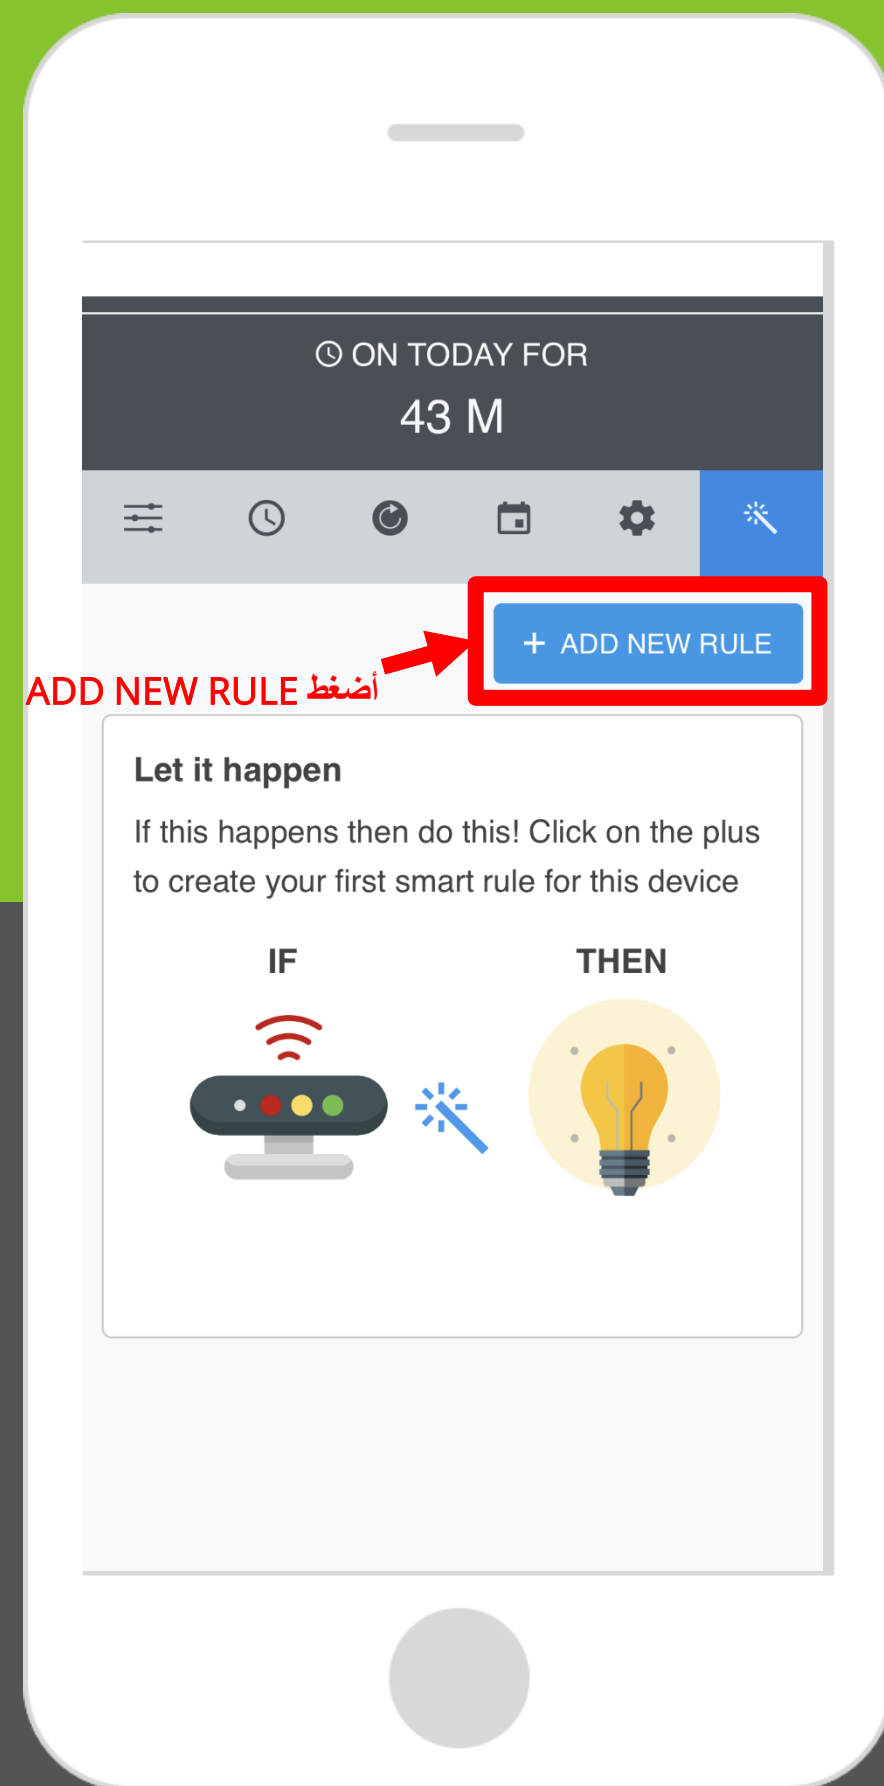 ON TODAY FOR
43 M
+ ADD NEW RULE
أضغط ADD NEW RULE
Let it happen
If this happens then do this! Click on the plus
to create your first smart rule for this device
IF THEN